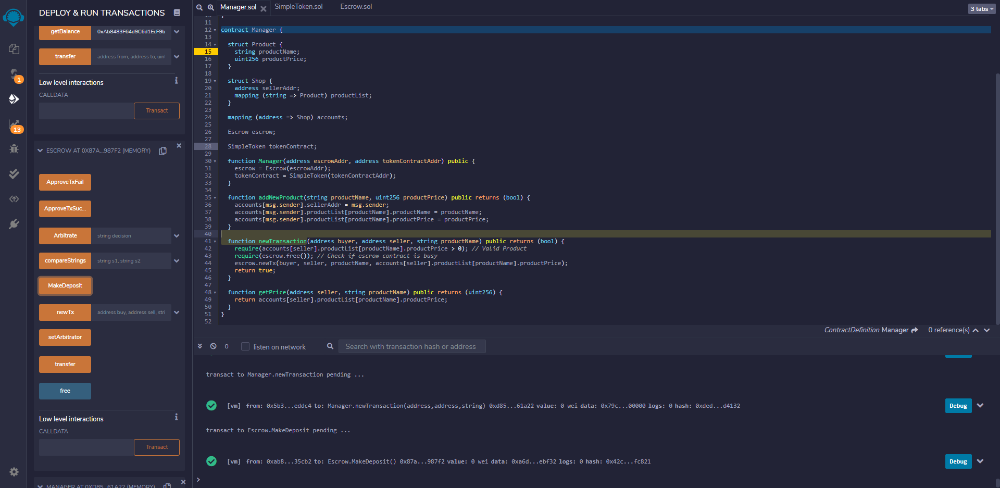 DEPLOY & RUN TRANSACTIONS
getBalance 0xAb8483F64d9C6d1EcF9b
transfer address from, address to, uin
Low level interactions
CALLDATA
Transact
ESCROW AT 0X87A...987F2 (MEMORY)
ApproveTxFail
ApproveTxSuc...
Arbitrate string decision
compareStrings string s1, string s2
MakeDeposit
newTx address buy, address sell, stri
setArbitrator
transfer
free
Low level interactions
CALLDATA
Transact
MANAGER AT 0XD85...61A22 (MEMORY)
1
13
Manager.sol SimpleToken.sol Escrow.sol 3 tabs
10 }
11
12 contract Manager {
13
14 struct Product {
15 string productName;
16 uint256 productPrice;
17 }
18
19 struct Shop {
20 address sellerAddr;
21 mapping (string => Product) productList;
22 }
23
24 mapping (address => Shop) accounts;
25
26 Escrow escrow;
27
28 SimpleToken tokenContract;
29
30 function Manager(address escrowAddr, address tokenContractAddr) public {
31 escrow = Escrow(escrowAddr);
32 tokenContract = SimpleToken(tokenContractAddr);
33 }
34
35 function addNewProduct(string productName, uint256 productPrice) public returns (bool) {
36 accounts[msg.sender].sellerAddr = msg.sender;
37 accounts[msg.sender].productList[productName].productName = productName;
38 accounts[msg.sender].productList[productName].productPrice = productPrice;
39 }
40
41 function newTransaction(address buyer, address seller, string productName) public returns (bool) {
42 require(accounts[seller].productList[productName].productPrice > 0); // Valid Product
43 require(escrow.free()); // Check if escrow contract is busy
44 escrow.newTx(buyer, seller, productName, accounts[seller].productList[productName].productPrice);
45 return true;
46 }
47
48 function getPrice(address seller, string productName) public returns (uint256) {
49 return accounts[seller].productList[productName].productPrice;
50 }
51 }
52
ContractDefinition Manager 0 reference(s)
0 listen on network Search with transaction hash or address
transact to Manager.newTransaction pending ...
[vm] from: 0x5b3...eddc4 to: Manager.newTransaction(address,address,string) 0xd85...61a22 value: 0 wei data: 0x79c...00000 logs: 0 hash: 0xded...d4132 Debug
transact to Escrow.MakeDeposit pending ...
[vm] from: 0xab8...35cb2 to: Escrow.MakeDeposit() 0x87a...987f2 value: 0 wei data: 0xa6d...ebf32 logs: 0 hash: 0x42c...fc821 Debug
>